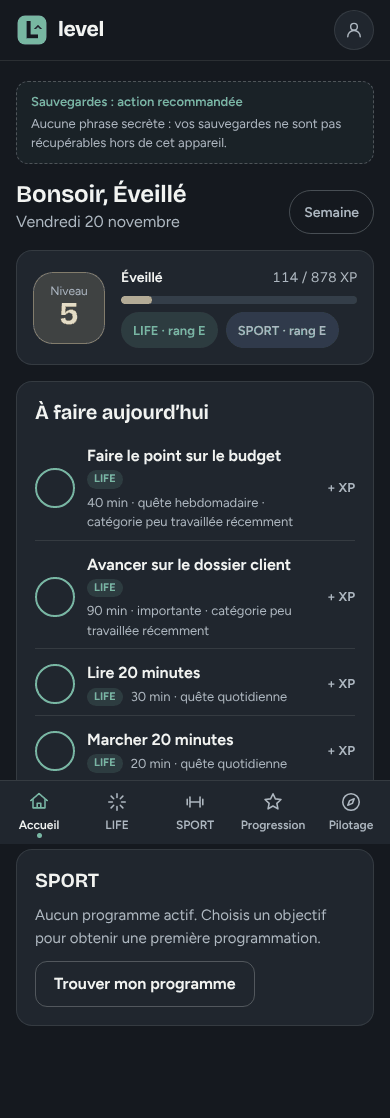 level
Sauvegardes : action recommandée
Aucune phrase secrète : vos sauvegardes ne sont pas
récupérables hors de cet appareil.
Bonsoir, Éveillé
Vendredi 20 novembre
Semaine
Niveau
5
Éveillé
114 / 878 XP
LIFE · rang E
SPORT · rang E
À faire aujourd'hui
Faire le point sur le budget
LIFE
40 min · quête hebdomadaire ·
catégorie peu travaillée récemment
+ XP
Avancer sur le dossier client
LIFE
90 min · importante · catégorie peu
travaillée récemment
+ XP
Lire 20 minutes
LIFE 30 min · quête quotidienne
+ XP
Marcher 20 minutes
LIFE 20 min · quête quotidienne
+ XP
Accueil
LIFE
SPORT
Progression
Pilotage
SPORT
Aucun programme actif. Choisis un objectif
pour obtenir une première programmation.
Trouver mon programme